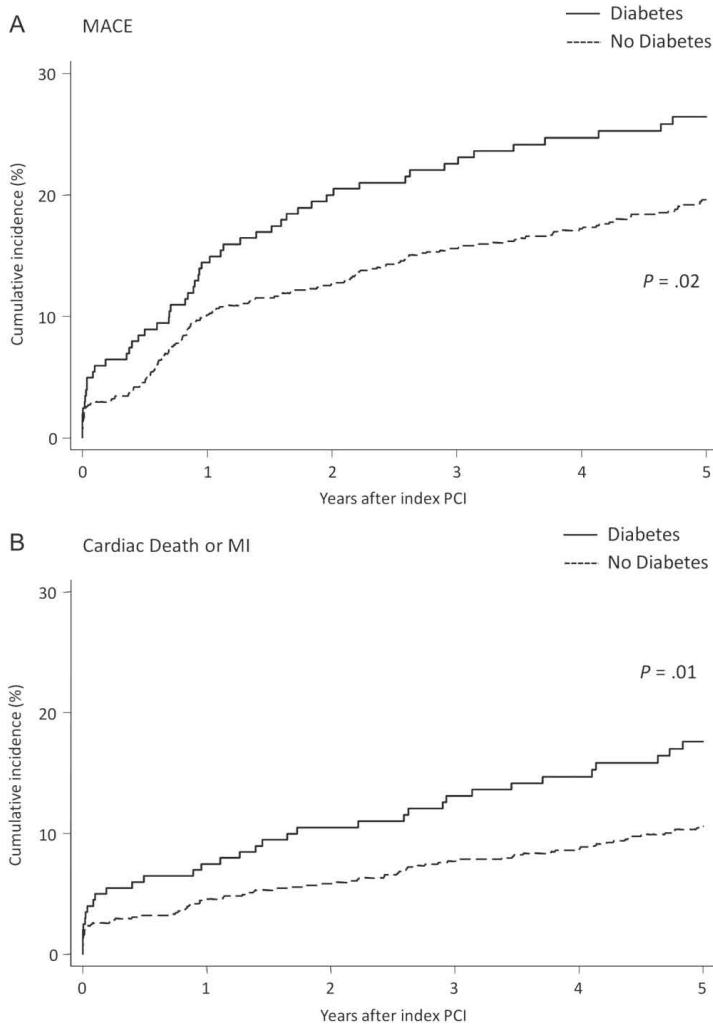 A
MACE
Diabetes
No Diabetes
30
20
10
0
Cumulative incidence (%)
P = .02
0 1 2 3 4 5
Years after index PCI
B
Cardiac Death or MI
Diabetes
No Diabetes
30
20
10
0
Cumulative incidence (%)
P = .01
0 1 2 3 4 5
Years after index PCI